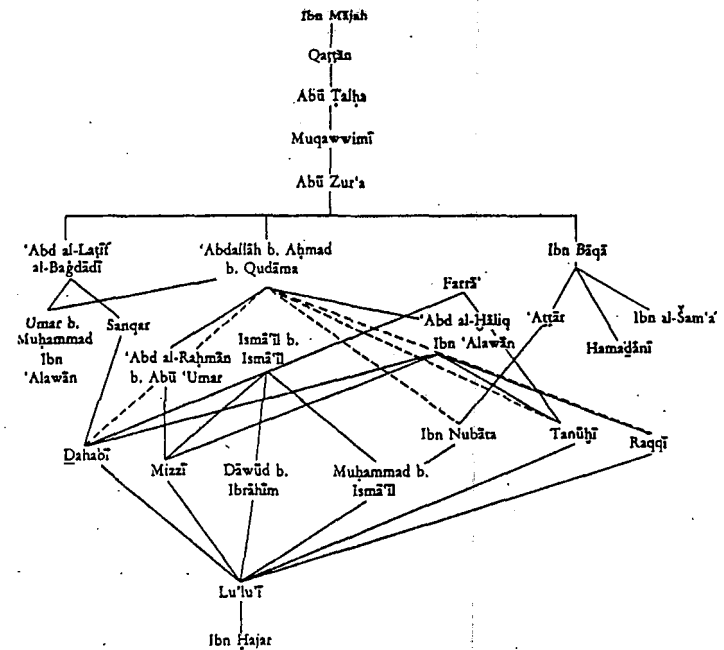 Ibn Mājah
Qaṭṭān
Abū Ṭalḥa
Muqawwimī
Abū Zur'a
'Abd al-Laṭīf
al-Baġdādī
'Abdallāh b. Aḥmad
b. Qudāma
Ibn Bāqā
Farrā'
Umar b.
Muḥammad
Ibn
'Alawān
Sanqar
'Abd al-Raḥmān
b. Abū 'Umar
Ismā'īl b.
Ismā'īl
'Abd al-Ḫāliq
Ibn 'Alawān
'Aṭṭār
Hamaḏānī
Ibn al-Šam'a
Ḏahabī
Mizzī
Dāwūd b.
Ibrāhīm
Muḥammad b.
Ismā'īl
Ibn Nubāta
Tanūḫī
Raqqī
Lu'lu'ī
Ibn Ḥajar